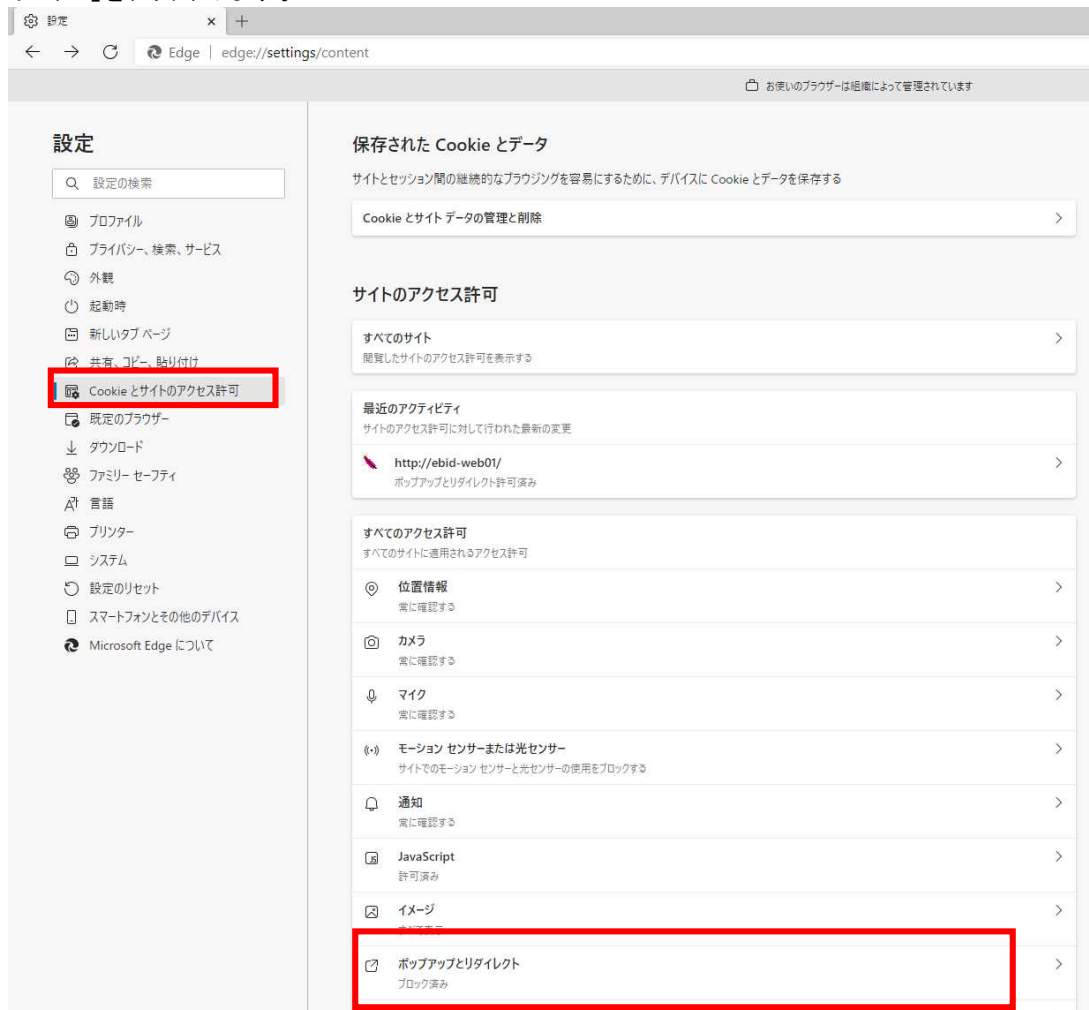 設定
Edge | edge://settings/content
お使いのブラウザーは組織によって管理されています
設定
設定の検索
プロファイル
プライバシー、検索、サービス
外観
起動時
新しいタブ ページ
共有、コピー、貼り付け
Cookie とサイトのアクセス許可
既定のブラウザー
ダウンロード
ファミリー セーフティ
言語
プリンター
システム
設定のリセット
スマートフォンとその他のデバイス
Microsoft Edge について
保存された Cookie とデータ
サイトとセッション間の継続的なブラウジングを容易にするために、デバイスに Cookie とデータを保存する
Cookie とサイト データの管理と削除
サイトのアクセス許可
すべてのサイト
閲覧したサイトのアクセス許可を表示する
最近のアクティビティ
サイトのアクセス許可に対して行われた最新の変更
http://ebid-web01/
ポップアップとリダイレクト許可済み
すべてのアクセス許可
すべてのサイトに適用されるアクセス許可
位置情報
常に確認する
カメラ
常に確認する
マイク
常に確認する
モーション センサーまたは光センサー
サイトでのモーション センサーと光センサーの使用をブロックする
通知
常に確認する
JavaScript
許可済み
イメージ
ポップアップとリダイレクト
ブロック済み